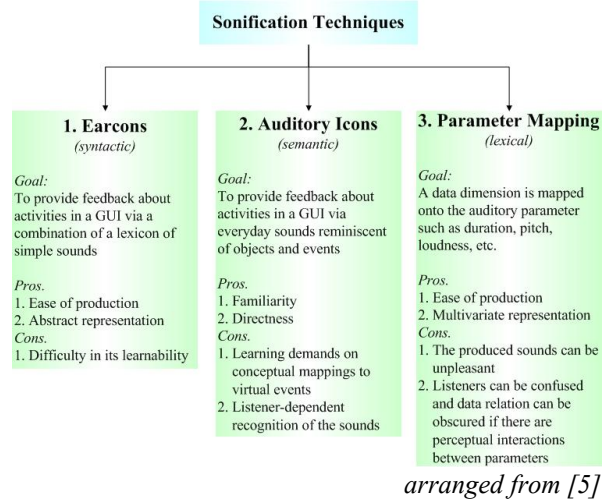 Sonification Techniques
1. Earcons
(syntactic)
Goal:
To provide feedback about
activities in a GUI via a
combination of a lexicon of
simple sounds
Pros.
1. Ease of production
2. Abstract representation
Cons.
1. Difficulty in its learnability
2. Auditory Icons
(semantic)
Goal:
To provide feedback about
activities in a GUI via
everyday sounds reminiscent
of objects and events
Pros.
1. Familiarity
2. Directness
Cons.
1. Learning demands on
conceptual mappings to
virtual events
2. Listener-dependent
recognition of the sounds
3. Parameter Mapping
(lexical)
Goal:
A data dimension is mapped
onto the auditory parameter
such as duration, pitch,
loudness, etc.
Pros.
1. Ease of production
2. Multivariate representation
Cons.
1. The produced sounds can be
unpleasant
2. Listeners can be confused
and data relation can be
obscured if there are
perceptual interactions
between parameters
arranged from [5]